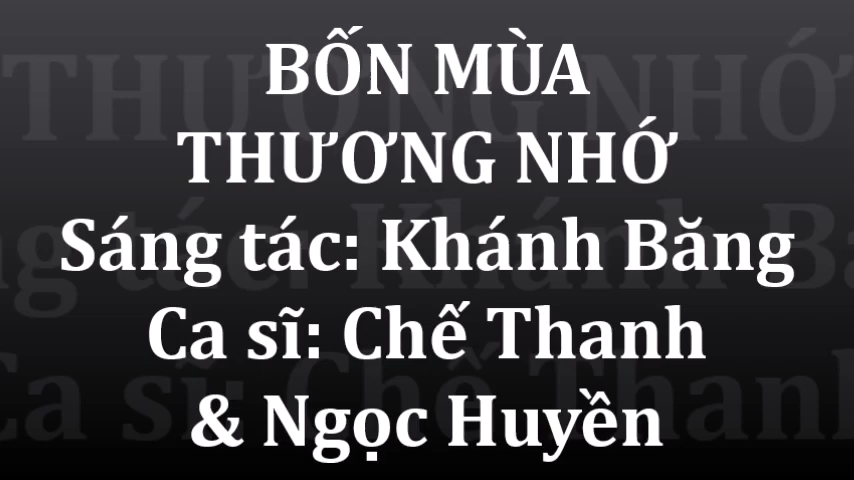 BỐN MÙA
THƯƠNG NHỚ
Sáng tác: Khánh Băng
Ca sĩ: Chế Thanh
& Ngọc Huyền